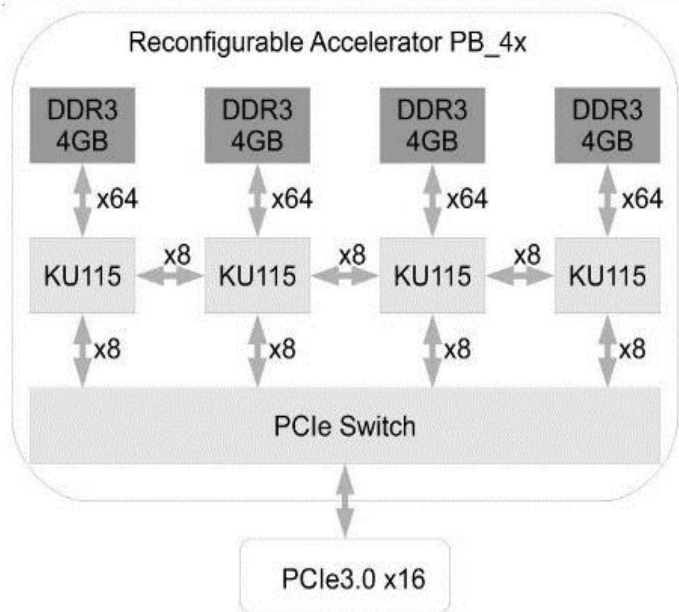 Reconfigurable Accelerator PB_4x
DDR3 DDR3 DDR3 DDR3
4GB 4GB 4GB 4GB
x64 x64 x64 x64
x8 x8 x8
KU115 KU115 KU115 KU115
x8 x8 x8 x8
PCIe Switch
PCIe3.0 x16